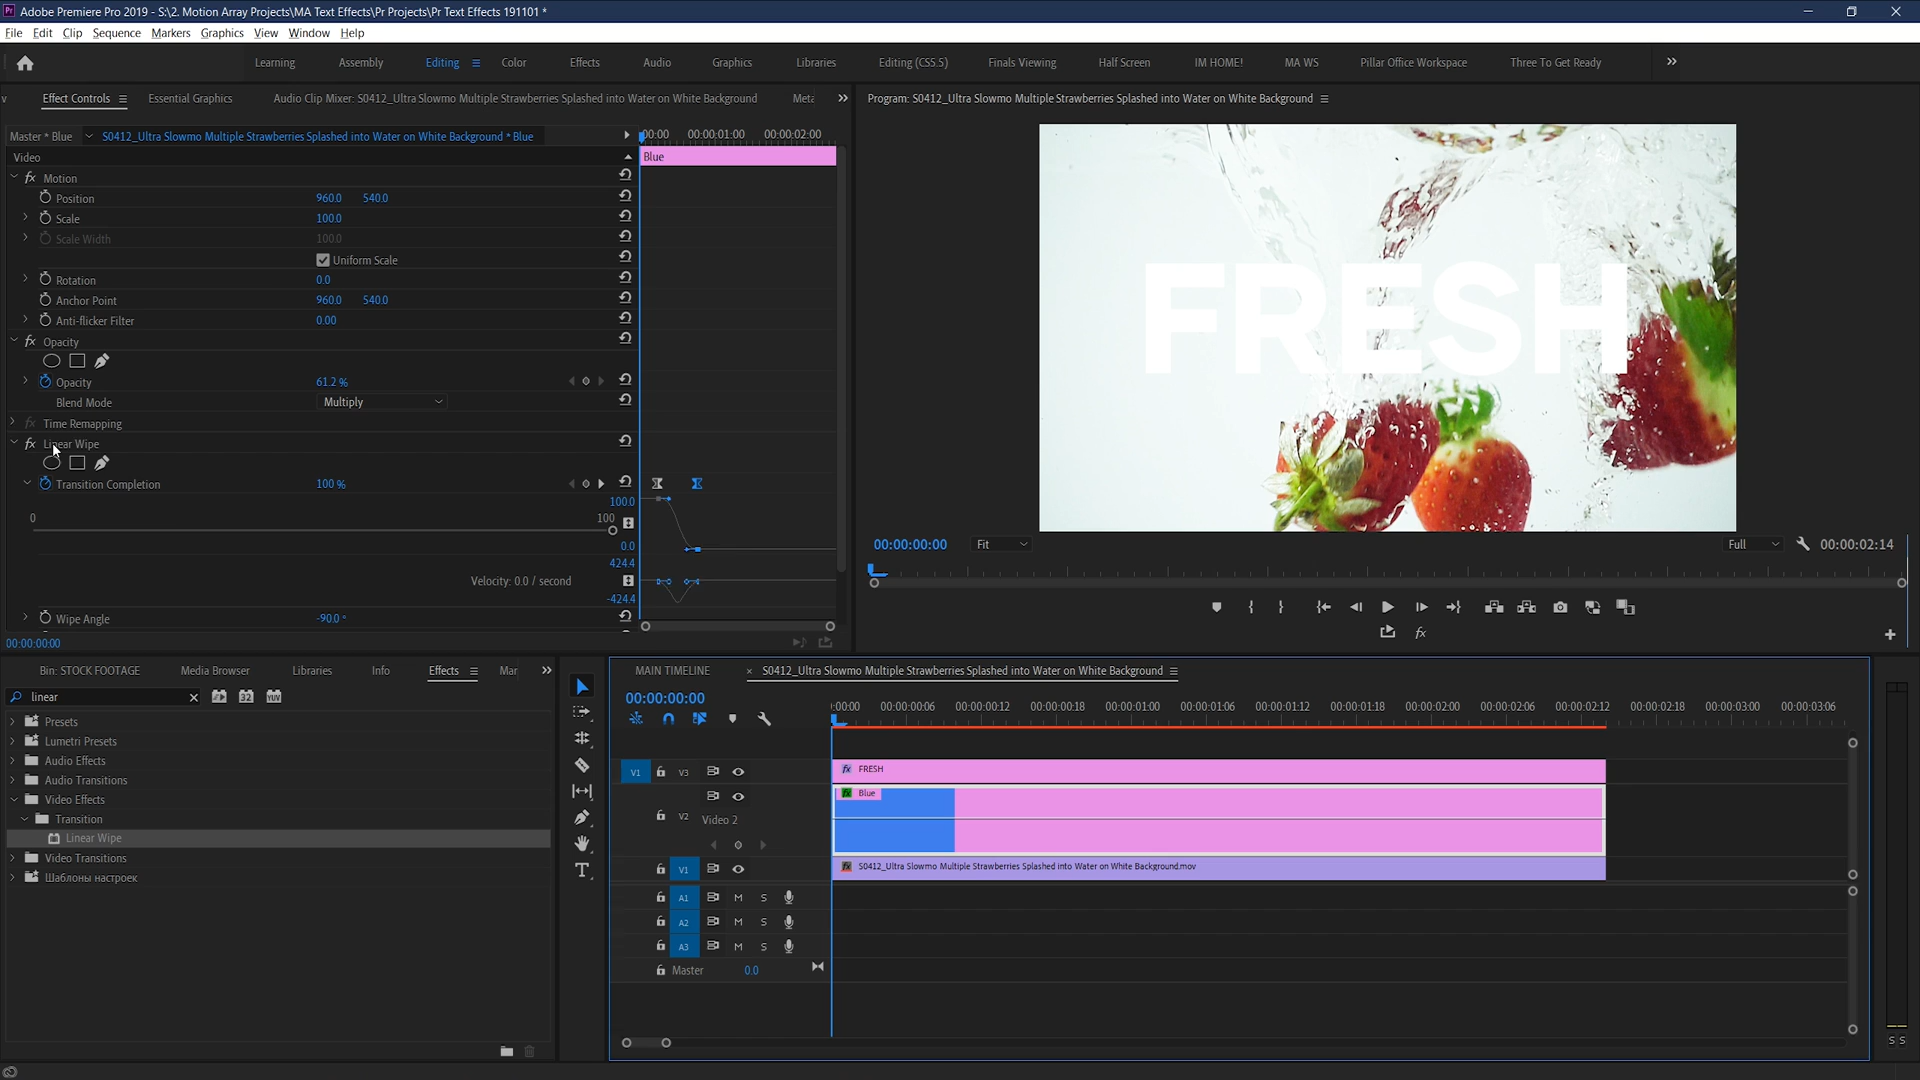 Pr Adobe Premiere Pro 2019 - S:\2. Motion Array Projects\MA Text Effects\Pr Projects\Pr Text Effects 191101 *
File Edit Clip Sequence Markers Graphics View Window Help
Learning Assembly Editing Color Effects Audio Graphics Libraries Editing (CS5.5) Finals Viewing Half Screen IM HOME! MA WS Pillar Office Workspace Three To Get Ready
Effect Controls Essential Graphics Audio Clip Mixer: S0412_Ultra Slowmo Multiple Strawberries Splashed into Water on White Background Meta
Program: S0412_Ultra Slowmo Multiple Strawberries Splashed into Water on White Background
Master * Blue S0412_Ultra Slowmo Multiple Strawberries Splashed into Water on White Background * Blue
:00:00 00:00:01:00 00:00:02:00
Video
Blue
fx Motion
Position 960.0 540.0
Scale 100.0
Scale Width 100.0
Uniform Scale
Rotation 0.0
Anchor Point 960.0 540.0
Anti-flicker Filter 0.00
fx Opacity
Opacity 61.2 %
Blend Mode Multiply
fx Time Remapping
fx Linear Wipe
Transition Completion 100 %
100.0
0 100
0.0
424.4
Velocity: 0.0 / second
-424.4
Wipe Angle -90.0 °
00:00:00:00
FRESH
00:00:00:00 Fit Full 00:00:02:14
fx
Bin: STOCK FOOTAGE Media Browser Libraries Info Effects Mar
linear
32 YUV
Presets
Lumetri Presets
Audio Effects
Audio Transitions
Video Effects
Transition
Linear Wipe
Video Transitions
Шаблоны настроек
MAIN TIMELINE × S0412_Ultra Slowmo Multiple Strawberries Splashed into Water on White Background
00:00:00:00
:00:00 00:00:00:06 00:00:00:12 00:00:00:18 00:00:01:00 00:00:01:06 00:00:01:12 00:00:01:18 00:00:02:00 00:00:02:06 00:00:02:12 00:00:02:18 00:00:03:00 00:00:03:06
V1 V3 fx FRESH
fx Blue
V2 Video 2
V1 fx S0412_Ultra Slowmo Multiple Strawberries Splashed into Water on White Background.mov
A1 M S
A2 M S
A3 M S
Master 0.0
S S